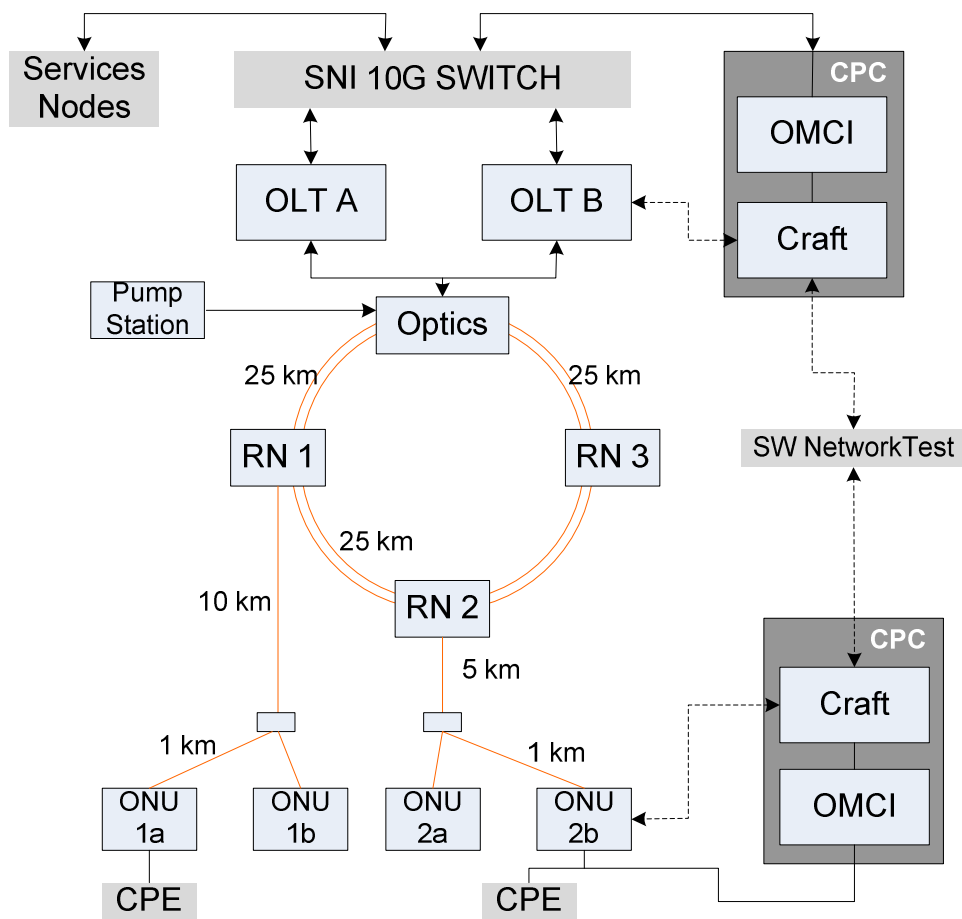 Services
Nodes
SNI 10G SWITCH
CPC
OMCI
OLT A
OLT B
Craft
Pump
Station
Optics
25 km
25 km
RN 1
RN 3
SW NetworkTest
25 km
10 km
RN 2
CPC
5 km
Craft
1 km
1 km
ONU
1a
ONU
1b
ONU
2a
ONU
2b
OMCI
CPE
CPE